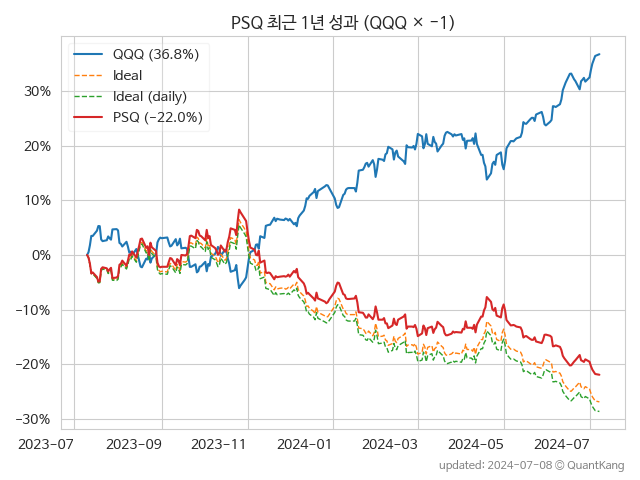 PSQ 최근 1년 성과 (QQQ × −1)
QQQ (36.8%)
Ideal
Ideal (daily)
PSQ (−22.0%)
30%
20%
10%
0%
−10%
−20%
−30%
2023-07 2023-09 2023-11 2024-01 2024-03 2024-05 2024-07
updated: 2024-07-08 © QuantKang